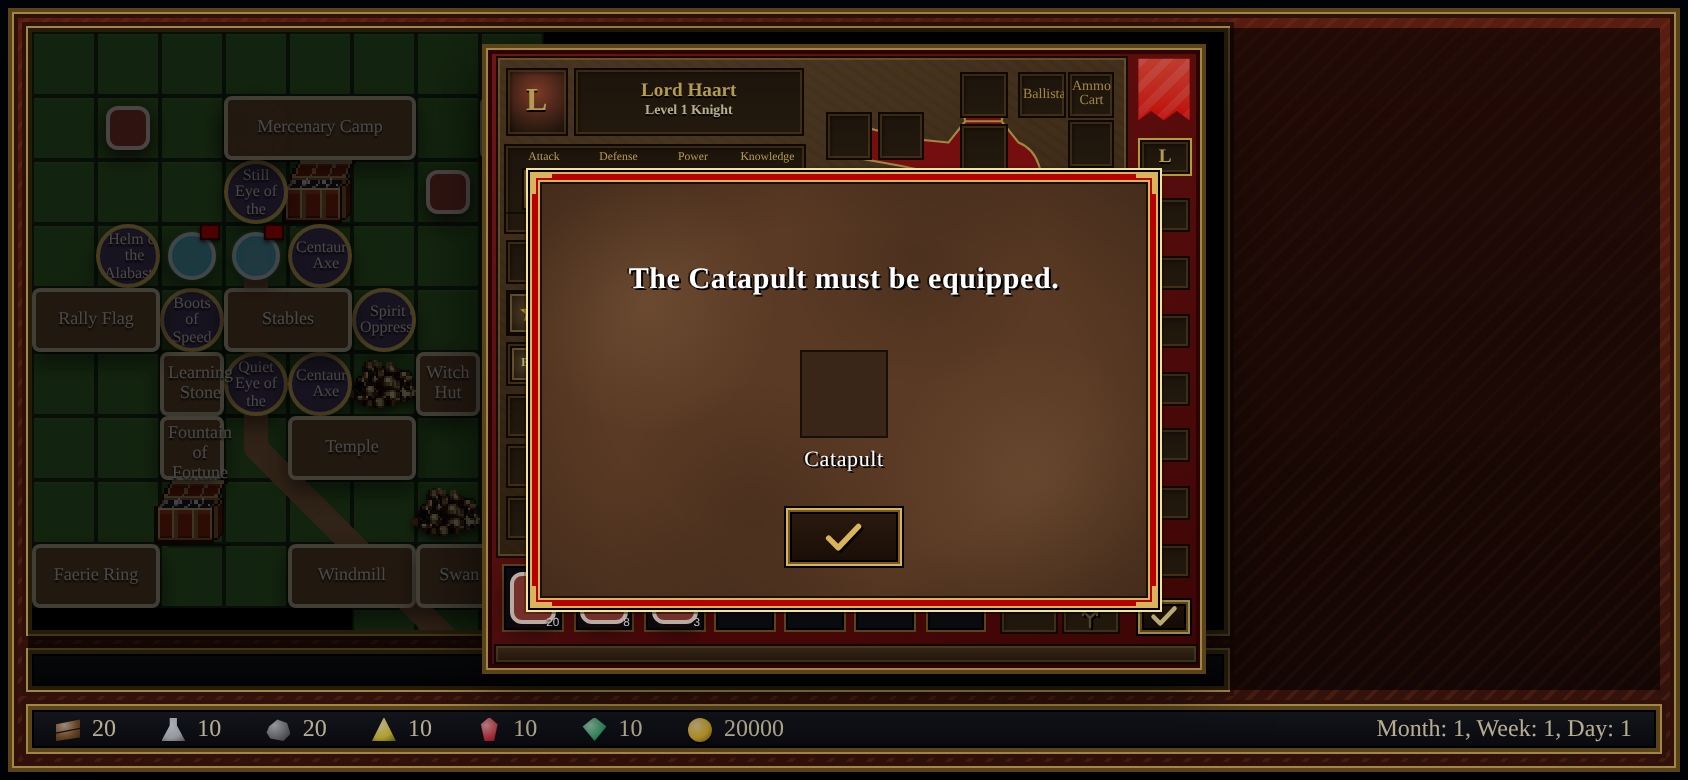 L
Lord Haart
Level 1 Knight
Ballista
Ammo
Cart
L
Attack
Defense
Power
Knowledge
Mercenary Camp
Still
Eye of
the
Helm
the
Alabast
Centaur
Axe
Rally Flag
Boots
of
Speed
Stables
Spirit
Oppress
Learning
Stone
Quiet
Eye of
the
Centaur
Axe
Witch
Hut
Fountain
of
Fortune
Temple
Faerie Ring
Windmill
Swan
The Catapult must be equipped.
Catapult
20
8
3
20
10
20
10
10
10
20000
Month: 1, Week: 1, Day: 1